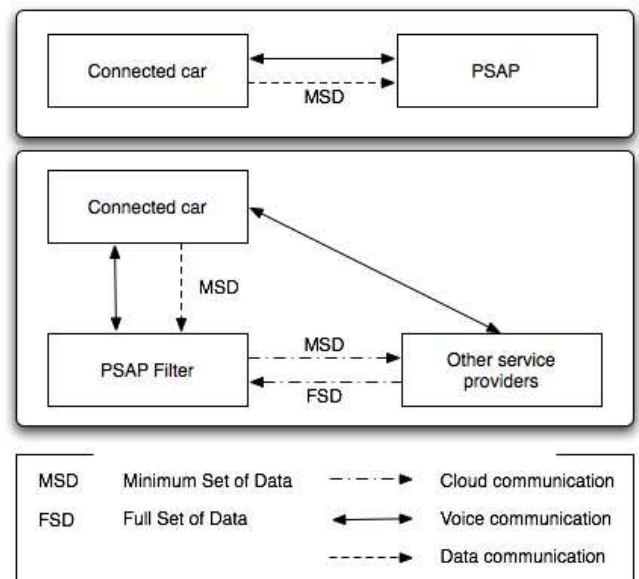 Connected car
PSAP
MSD
Connected car
MSD
PSAP Filter
MSD
FSD
Other service
providers
MSD Minimum Set of Data Cloud communication
FSD Full Set of Data Voice communication
Data communication